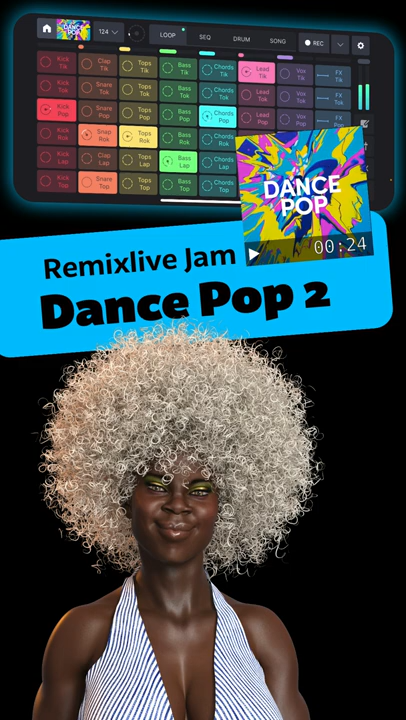 DANCE POP
124
LOOP
SEQ
DRUM
SONG
REC
Kick Tik
Clap Tik
Tops Tik
Bass Tik
Chords Tik
Lead Tik
Vox Tik
FX Tik
Kick Tok
Snare Tok
Tops Tok
Bass Tok
Chords Tok
Lead Tok
Vox Tok
FX Tok
Kick Pop
Snare Pop
Tops Pop
Bass Pop
Chords Pop
Lead Pop
Vox Pop
FX Pop
Kick Rok
Snap Rok
Tops Rok
Bass Rok
Chords Rok
Kick Lap
Clap Lap
Tops Lap
Bass Lap
Chords Lap
Kick Top
Snare Top
Tops Top
Bass Top
Chords Top
DANCE
POP
00:24
Remixlive Jam
Dance Pop 2